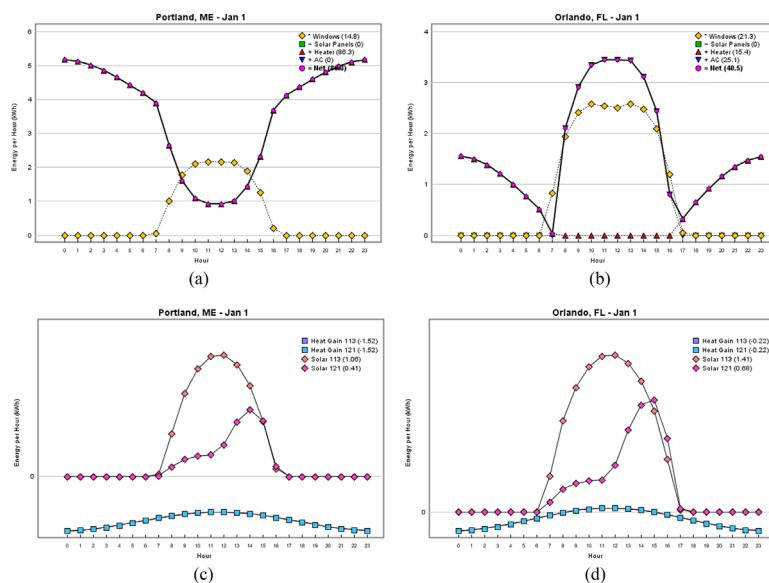 Portland, ME - Jan 1
6
5
4
3
2
1
0
Energy per Hour (kWh)
* Windows (14.8)
− Solar Panels (0)
+ Heater (86.3)
+ AC (0)
= Net
0 1 2 3 4 5 6 7 8 9 10 11 12 13 14 15 16 17 18 19 20 21 22 23
Hour
(a)
Orlando, FL - Jan 1
4
3
2
1
0
Energy per Hour (kWh)
* Windows (21.3)
− Solar Panels (0)
+ Heater (15.4)
+ AC (25.1)
= Net (40.5)
0 1 2 3 4 5 6 7 8 9 10 11 12 13 14 15 16 17 18 19 20 21 22 23
Hour
(b)
Portland, ME - Jan 1
0
Energy per Hour (kWh)
Heat Gain 113 (-1.52)
Heat Gain 121 (-1.52)
Solar 113 (1.06)
Solar 121 (0.41)
0 1 2 3 4 5 6 7 8 9 10 11 12 13 14 15 16 17 18 19 20 21 22 23
Hour
(c)
Orlando, FL - Jan 1
0
Energy per Hour (kWh)
Heat Gain 113 (-0.22)
Heat Gain 121 (-0.22)
Solar 113 (1.41)
Solar 121 (0.68)
0 1 2 3 4 5 6 7 8 9 10 11 12 13 14 15 16 17 18 19 20 21 22 23
Hour
(d)